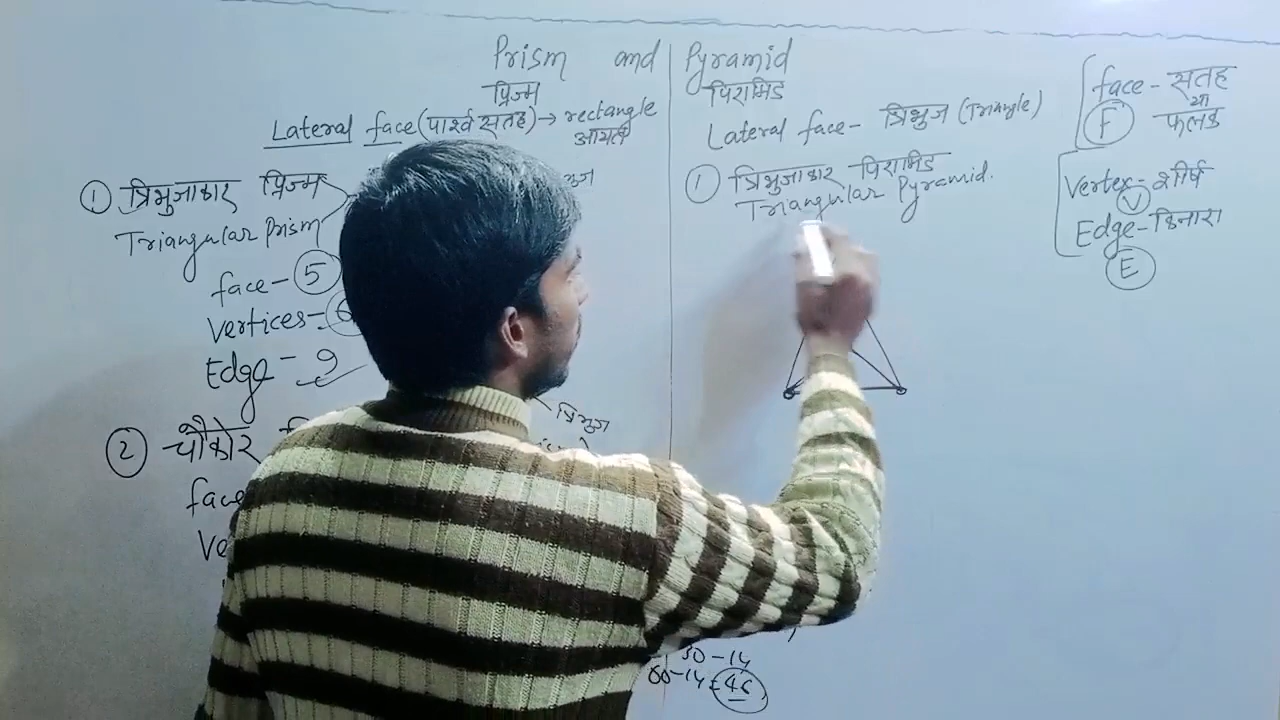 Prism and Pyramid
प्रिज्म पिरामिड
Lateral face (पार्श्व सतह) → rectangle
आयत
① त्रिभुजाकार प्रिज्म
Triangular Prism
face - 5
Vertices - 6
Edge - 9
② चौकोर
face
Ve
त्रिभुज
Lateral face - त्रिभुज (Triangle)
① त्रिभुजाकार पिरामिड
Triangular Pyramid.
face - सतह
या
F फलक
Vertex - शीर्ष
V
Edge - किनारा
E
50-14
60-14 = 46